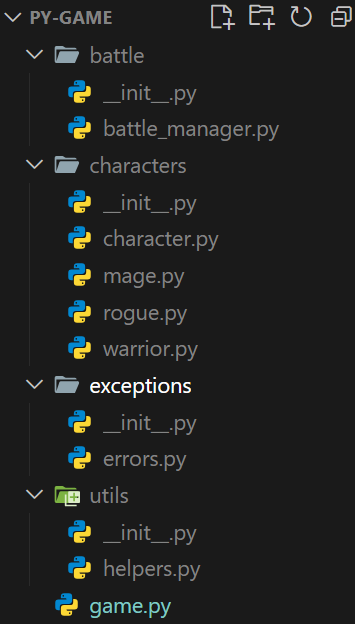 PY-GAME
battle
__init__.py
battle_manager.py
characters
__init__.py
character.py
mage.py
rogue.py
warrior.py
exceptions
__init__.py
errors.py
utils
__init__.py
helpers.py
game.py